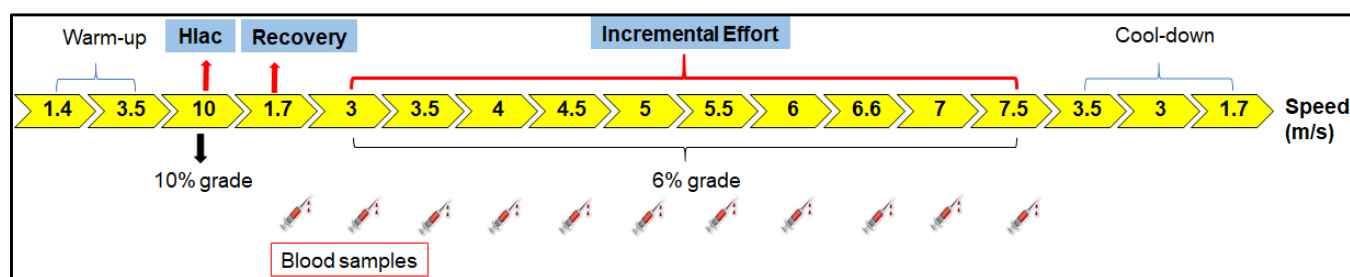 Warm-up Hlac Recovery Incremental Effort Cool-down
1.4 3.5 10 1.7 3 3.5 4 4.5 5 5.5 6 6.6 7 7.5 3.5 3 1.7 Speed
(m/s)
10% grade 6% grade
Blood samples